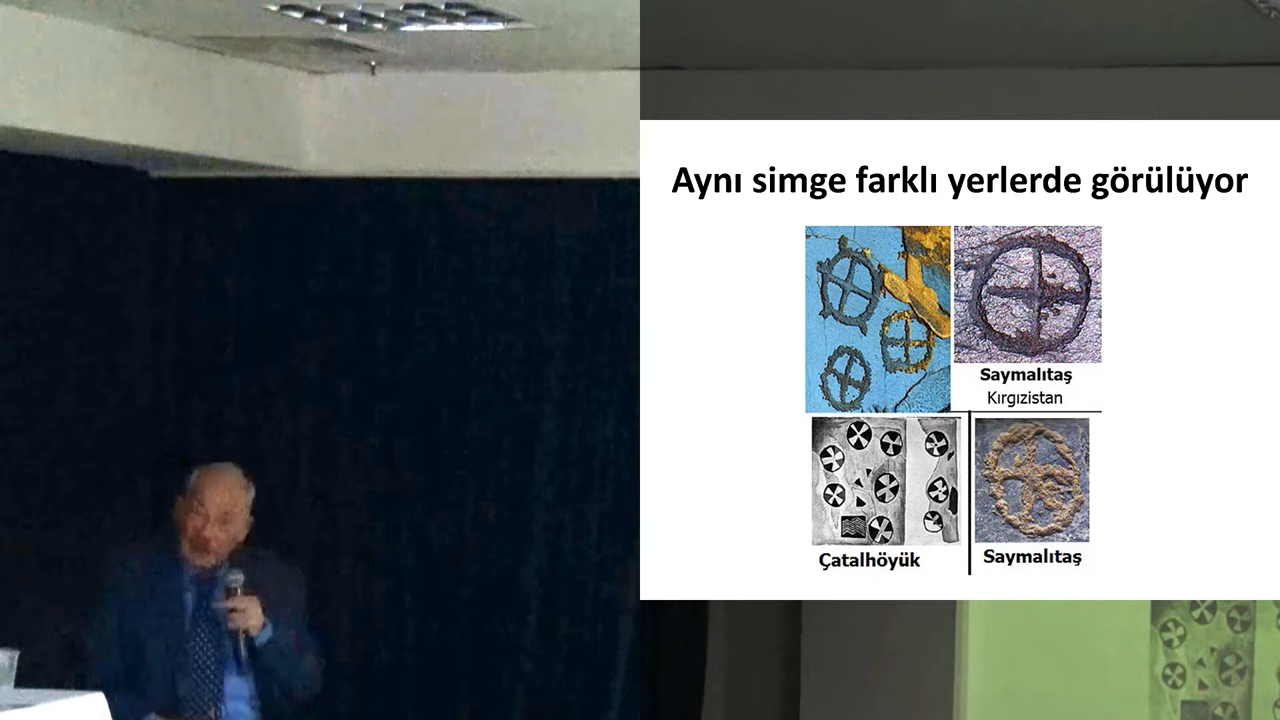 Aynı simge farklı yerlerde görülüyor
Saymalıtaş
Kırgızistan
Çatalhöyük
Saymalıtaş